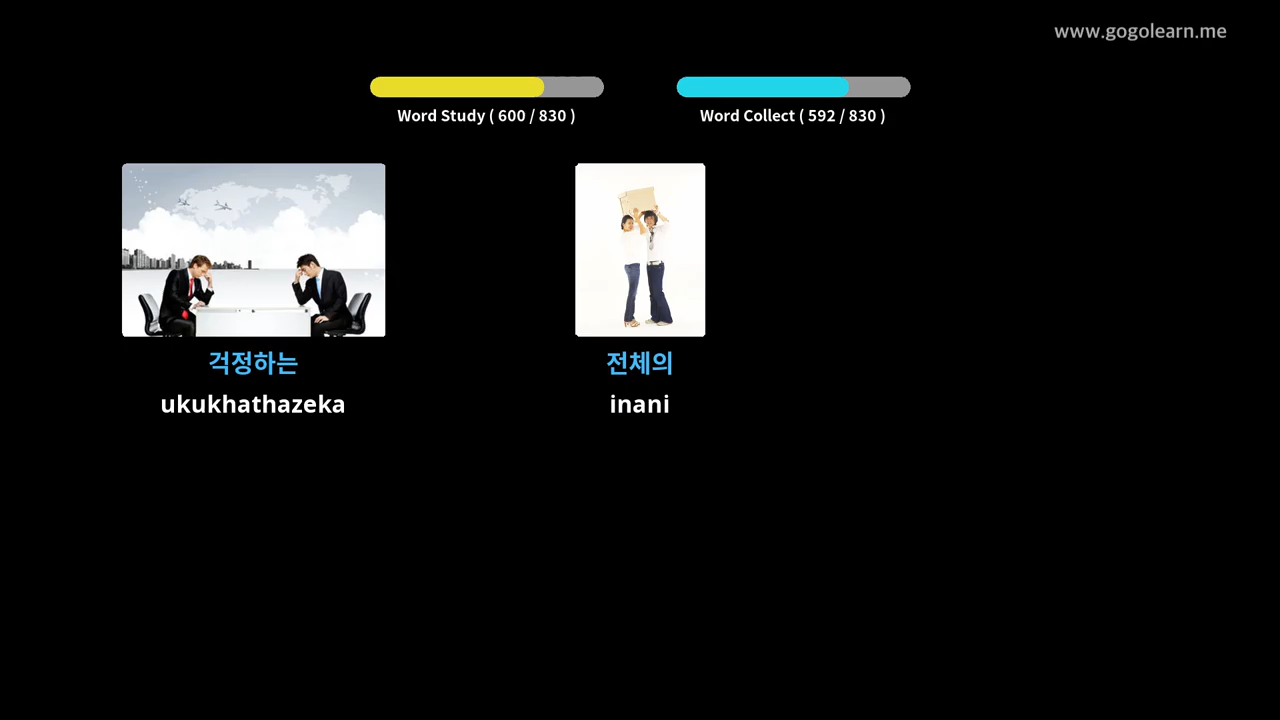 www.gogolearn.me
Word Study ( 600 / 830 )
Word Collect ( 592 / 830 )
걱정하는
ukukhathazeka
전체의
inani